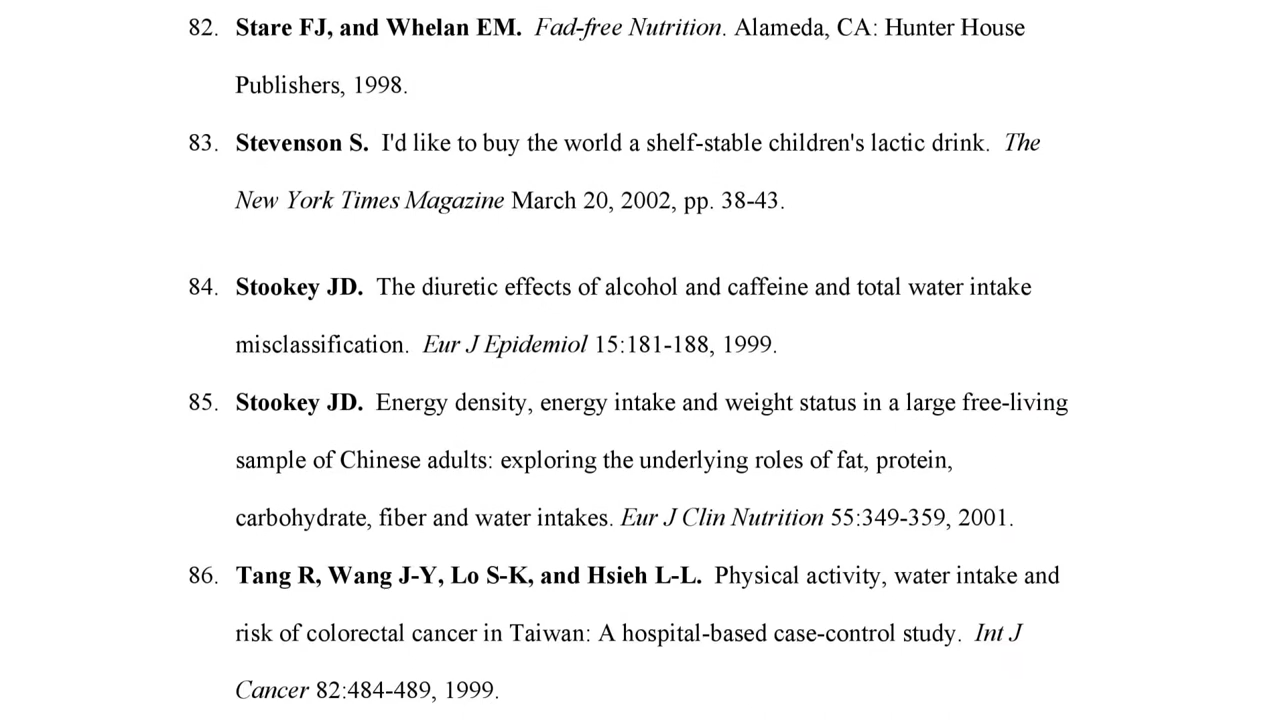 82. Stare FJ, and Whelan EM. Fad-free Nutrition. Alameda, CA: Hunter House
Publishers, 1998.
83. Stevenson S. I'd like to buy the world a shelf-stable children's lactic drink. The
New York Times Magazine March 20, 2002, pp. 38-43.
84. Stookey JD. The diuretic effects of alcohol and caffeine and total water intake
misclassification. Eur J Epidemiol 15:181-188, 1999.
85. Stookey JD. Energy density, energy intake and weight status in a large free-living
sample of Chinese adults: exploring the underlying roles of fat, protein,
carbohydrate, fiber and water intakes. Eur J Clin Nutrition 55:349-359, 2001.
86. Tang R, Wang J-Y, Lo S-K, and Hsieh L-L. Physical activity, water intake and
risk of colorectal cancer in Taiwan: A hospital-based case-control study. Int J
Cancer 82:484-489, 1999.